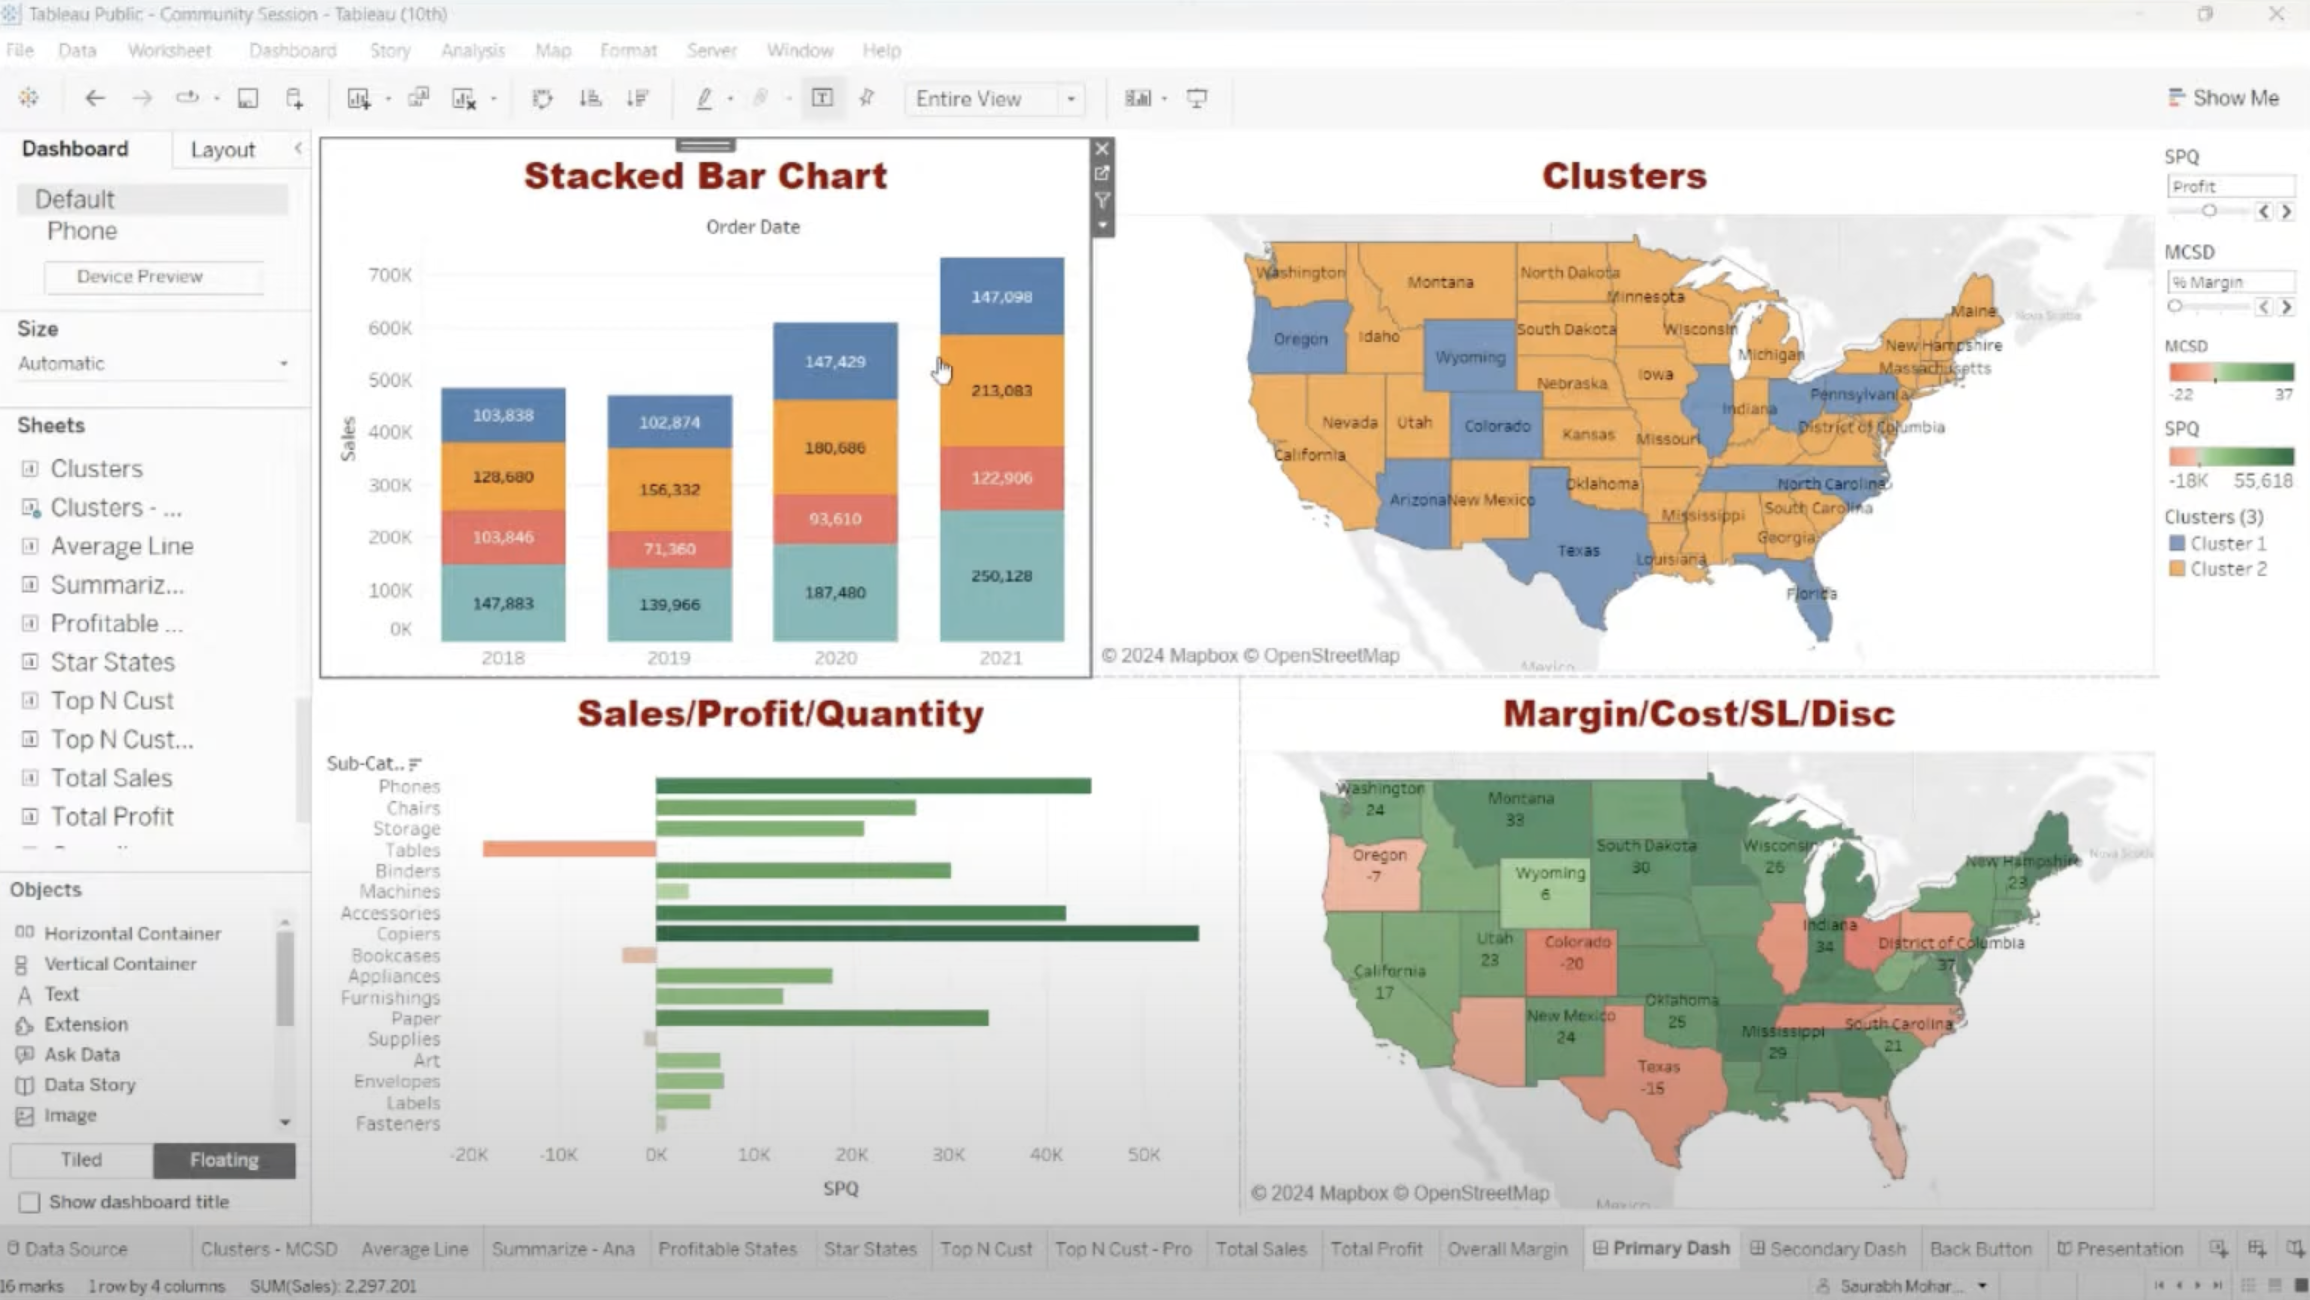 Tableau Public - Community Session - Tableau (10th)
File Data Worksheet Dashboard Story Analysis Map Format Server Window Help
Entire View
Show Me
Dashboard Layout
Default
Phone
Device Preview
Size
Automatic
Sheets
Clusters
Clusters - ...
Average Line
Summariz...
Profitable ...
Star States
Top N Cust
Top N Cust...
Total Sales
Total Profit
Objects
Horizontal Container
Vertical Container
Text
Extension
Ask Data
Data Story
Image
Tiled Floating
Show dashboard title
Stacked Bar Chart
Order Date
Sales
700K
600K
500K
400K
300K
200K
100K
0K
103,838
128,680
103,846
147,883
102,874
156,332
71,360
139,966
147,429
180,686
93,610
187,480
147,098
213,083
122,906
250,128
2018 2019 2020 2021
Clusters
Washington
Montana
North Dakota
Minnesota
Maine
Nova Scotia
Oregon
Idaho
South Dakota
Wisconsin
New Hampshire
Wyoming
Michigan
Massachusetts
Nebraska
Iowa
Pennsylvania
Nevada
Utah
Colorado
Kansas
Missouri
Indiana
District of Columbia
California
Arizona
New Mexico
Oklahoma
North Carolina
Mississippi
South Carolina
Georgia
Texas
Louisiana
Florida
© 2024 Mapbox © OpenStreetMap
Mexico
SPQ
Profit
MCSD
% Margin
MCSD
-22 37
SPQ
-18K 55,618
Clusters (3)
Cluster 1
Cluster 2
Sales/Profit/Quantity
Sub-Cat..
Phones
Chairs
Storage
Tables
Binders
Machines
Accessories
Copiers
Bookcases
Appliances
Furnishings
Paper
Supplies
Art
Envelopes
Labels
Fasteners
-20K -10K 0K 10K 20K 30K 40K 50K
SPQ
Margin/Cost/SL/Disc
Washington
24
Montana
33
Oregon
-7
Wyoming
6
South Dakota
30
Wisconsin
26
New Hampshire
23
Nova Scotia
Utah
23
Colorado
-20
Indiana
34
District of Columbia
37
California
17
New Mexico
24
Oklahoma
25
Mississippi
29
South Carolina
21
Texas
-15
© 2024 Mapbox © OpenStreetMap
Mexico
Data Source Clusters - MCSD Average Line Summarize - Ana Profitable States Star States Top N Cust Top N Cust - Pro Total Sales Total Profit Overall Margin Primary Dash Secondary Dash Back Button Presentation
16 marks 1 row by 4 columns SUM(Sales): 2,297,201
Saurabh Mohar...